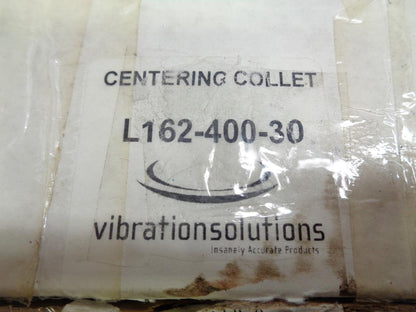 CENTERING COLLET
L162-400-30
vibrationsolutions
Insanely Accurate Products